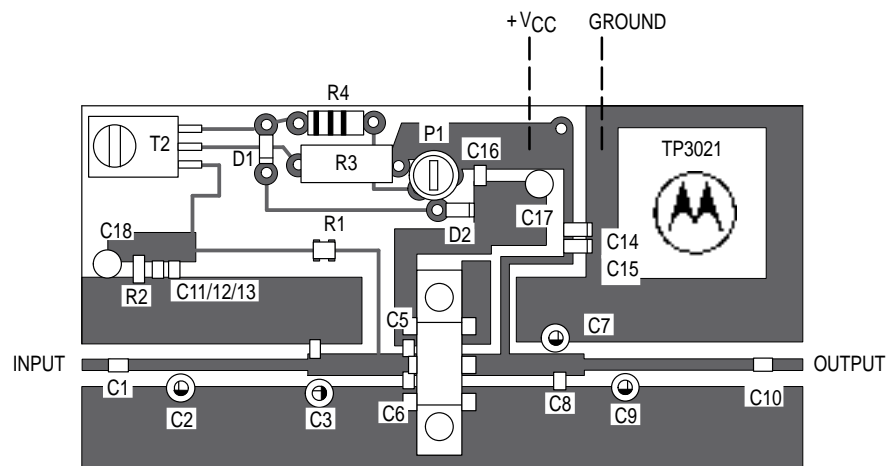 + VCC GROUND
R4
P1
T2
C16
TP3021
D1
R3
C18
R1
C17
D2
C14
C15
R2
C11/12/13
C5
C7
INPUT
OUTPUT
C1
C2
C3
C6
C8
C9
C10